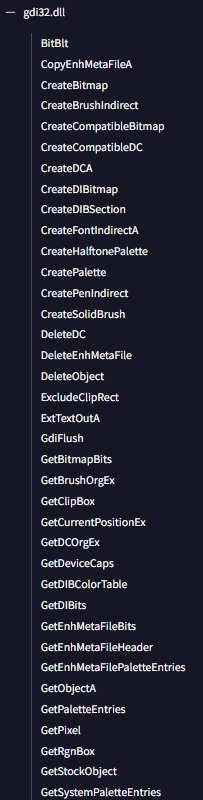 gdi32.dll
BitBlt
CopyEnhMetaFileA
CreateBitmap
CreateBrushIndirect
CreateCompatibleBitmap
CreateCompatibleDC
CreateDCA
CreateDIBitmap
CreateDIBSection
CreateFontIndirectA
CreateHalftonePalette
CreatePalette
CreatePenIndirect
CreateSolidBrush
DeleteDC
DeleteEnhMetaFile
DeleteObject
ExcludeClipRect
ExtTextOutA
GdiFlush
GetBitmapBits
GetBrushOrgEx
GetClipBox
GetCurrentPositionEx
GetDCOrgEx
GetDeviceCaps
GetDIBColorTable
GetDIBits
GetEnhMetaFileBits
GetEnhMetaFileHeader
GetEnhMetaFilePaletteEntries
GetObjectA
GetPaletteEntries
GetPixel
GetRgnBox
GetStockObject
GetSystemPaletteEntries